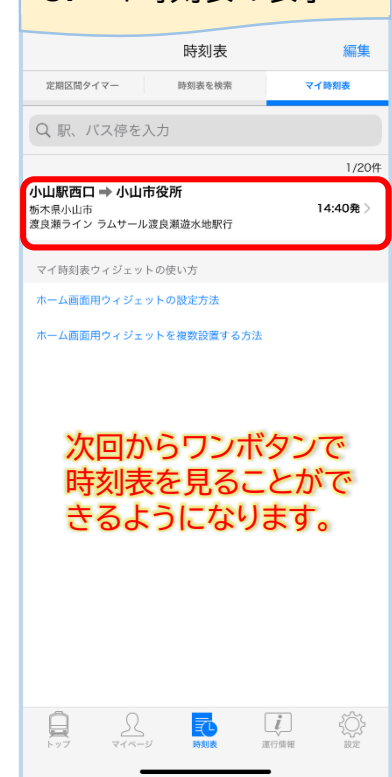 時刻表
編集
定期区間タイマー
時刻表を検索
マイ時刻表
駅、バス停を入力
1/20件
小山駅西口 ➡ 小山市役所
栃木県小山市
14:40発 >
渡良瀬ライン ラムサール渡良瀬遊水地駅行
マイ時刻表ウィジェットの使い方
ホーム画面用ウィジェットの設定方法
ホーム画面用ウィジェットを複数設置する方法
次回からワンボタンで
時刻表を見ることがで
きるようになります。
トップ
マイページ
時刻表
運行情報
設定